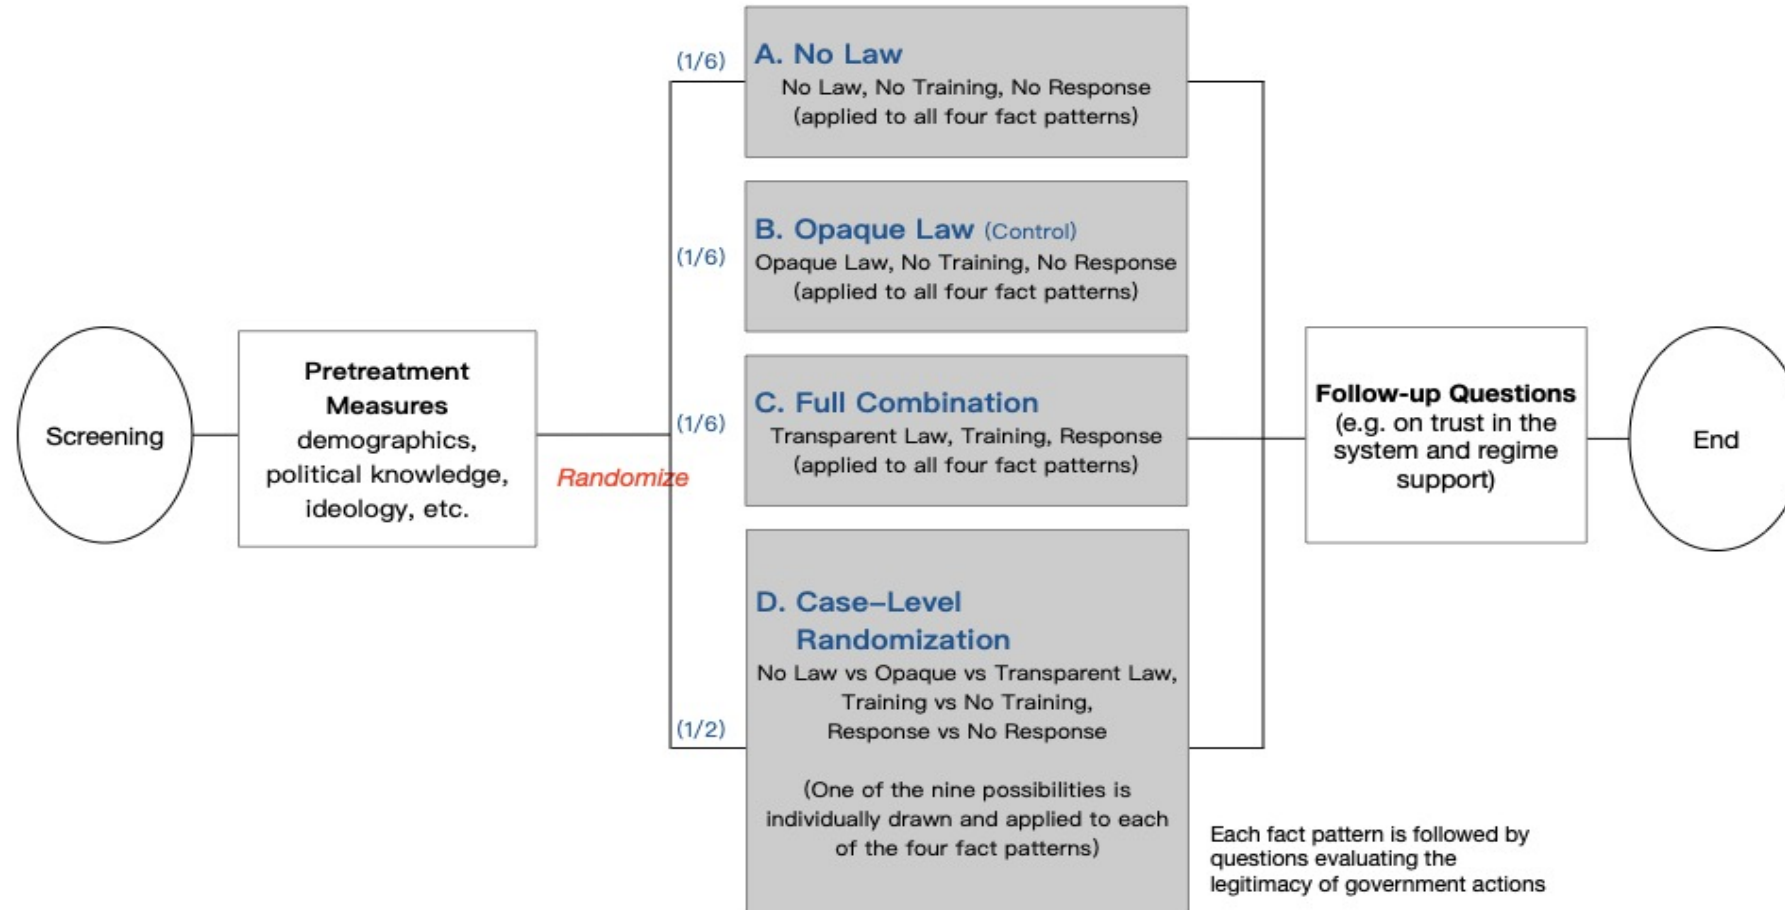 Screening
Pretreatment
Measures
demographics,
political knowledge,
ideology, etc.
Randomize
(1/6)
A. No Law
No Law, No Training, No Response
(applied to all four fact patterns)
(1/6)
B. Opaque Law (Control)
Opaque Law, No Training, No Response
(applied to all four fact patterns)
(1/6)
C. Full Combination
Transparent Law, Training, Response
(applied to all four fact patterns)
(1/2)
D. Case-Level
Randomization
No Law vs Opaque vs Transparent Law,
Training vs No Training,
Response vs No Response
(One of the nine possibilities is
individually drawn and applied to each
of the four fact patterns)
Follow-up Questions
(e.g. on trust in the
system and regime
support)
End
Each fact pattern is followed by
questions evaluating the
legitimacy of government actions